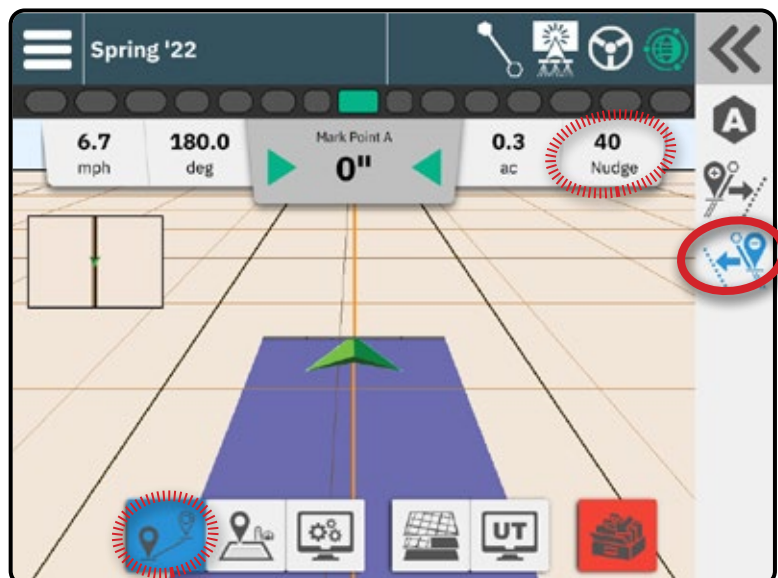 Spring '22
6.7
mph
180.0
deg
Mark Point A
0"
0.3
ac
40
Nudge
A
UT